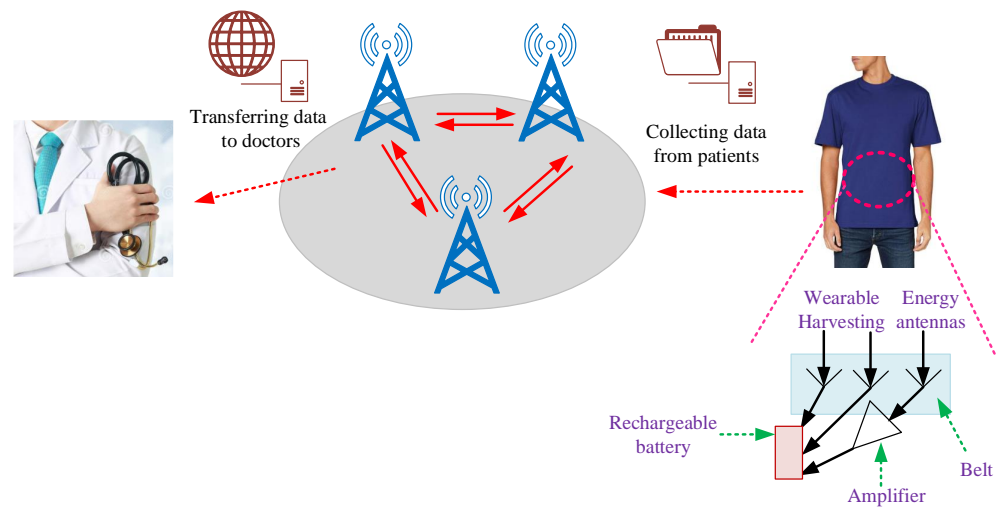 Transferring data
to doctors
Collecting data
from patients
Wearable
Harvesting
Energy
antennas
Rechargeable
battery
Belt
Amplifier